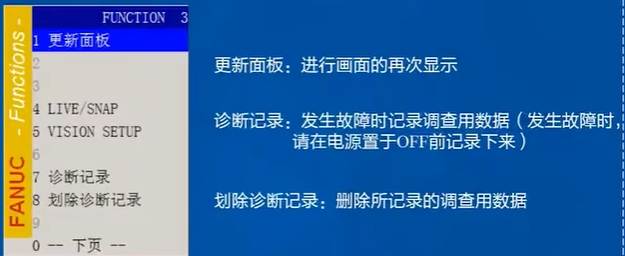 FANUC - Functions -
FUNCTION 3
1 更新面板
2
3
4 LIVE/SNAP
5 VISION SETUP
6
7 诊断记录
8 划除诊断记录
9
0 -- 下页 --
更新面板：进行画面的再次显示
诊断记录：发生故障时记录调查用数据（发生故障时，
请在电源置于OFF前记录下来）
划除诊断记录：删除所记录的调查用数据